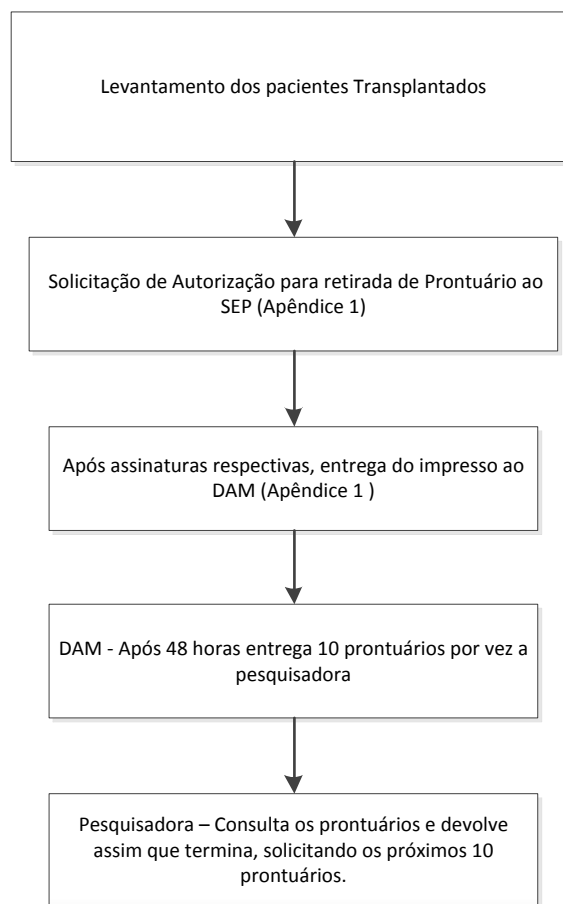 Levantamento dos pacientes Transplantados
Solicitação de Autorização para retirada de Prontuário ao
SEP (Apêndice 1)
Após assinaturas respectivas, entrega do impresso ao
DAM (Apêndice 1 )
DAM - Após 48 horas entrega 10 prontuários por vez a
pesquisadora
Pesquisadora – Consulta os prontuários e devolve
assim que termina, solicitando os próximos 10
prontuários.